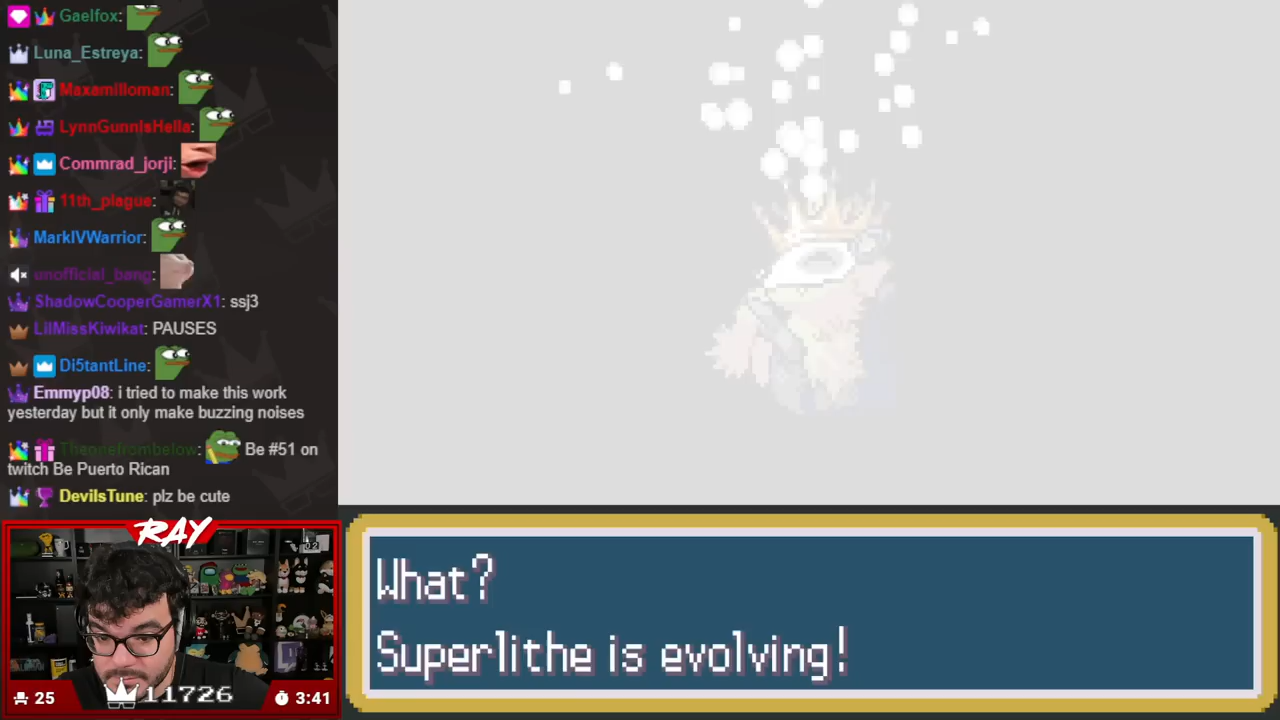 Gaelfox:
Luna_Estreya:
Maxamilloman:
LynnGunnIsHella:
Commrad_jorji:
11th_plague:
MarkIVWarrior:
unofficial_bang:
ShadowCooperGamerX1: ssj3
LilMissKiwikat: PAUSES
Di5tantLine:
Emmyp08: i tried to make this work
yesterday but it only make buzzing noises
Theonefrombelow: Be #51 on
twitch Be Puerto Rican
DevilsTune: plz be cute
RAY
25
11726
3:41
What?
Superlithe is evolving!